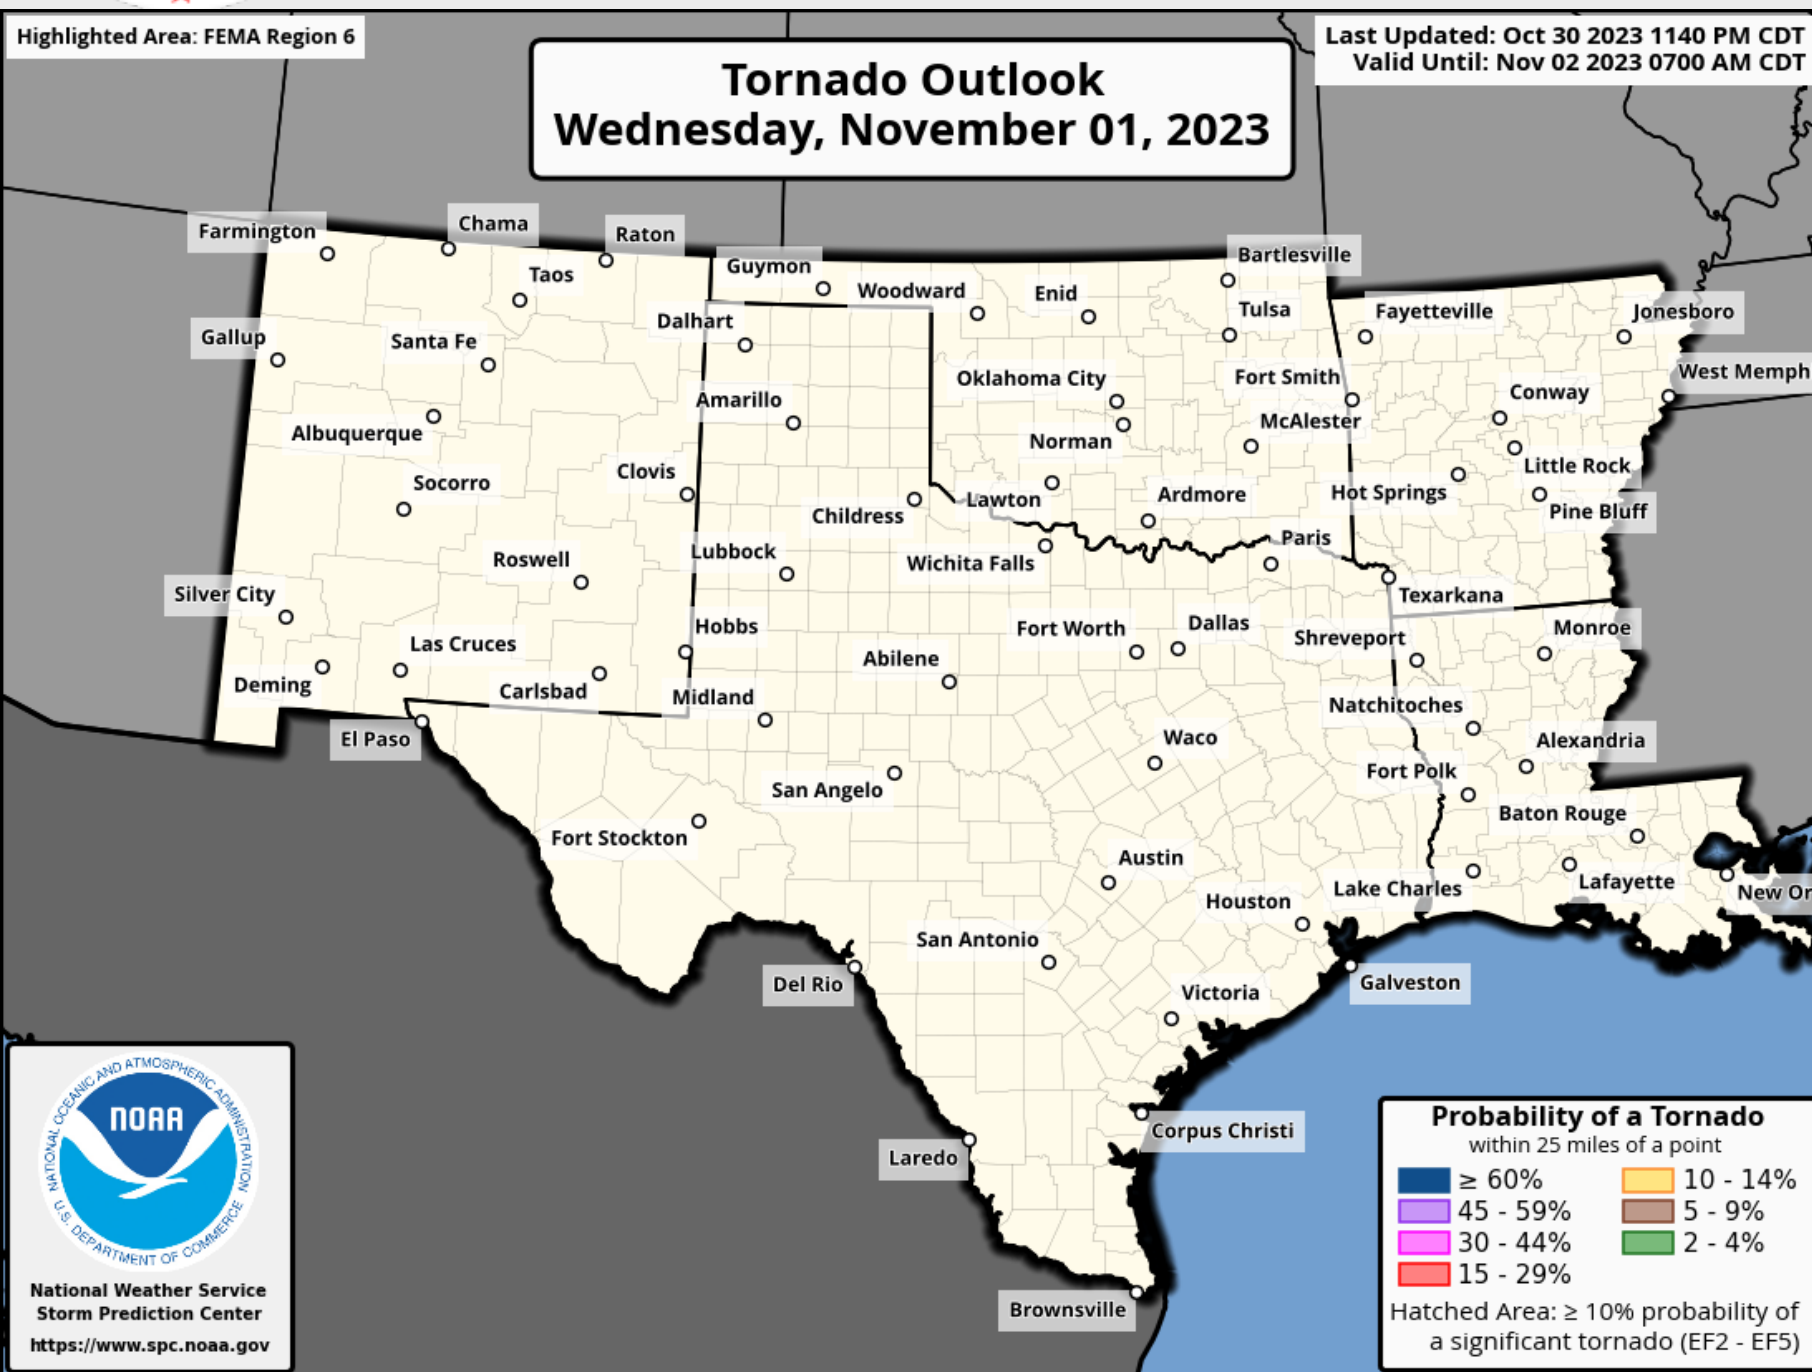 Highlighted Area: FEMA Region 6
Last Updated: Oct 30 2023 1140 PM CDT
Valid Until: Nov 02 2023 0700 AM CDT
Tornado Outlook
Wednesday, November 01, 2023
Farmington
Chama
Raton
Taos
Guymon
Woodward
Enid
Bartlesville
Tulsa
Fayetteville
Jonesboro
Gallup
Santa Fe
Dalhart
Oklahoma City
Fort Smith
Conway
West Memph
Albuquerque
Amarillo
Norman
McAlester
Little Rock
Socorro
Clovis
Childress
Lawton
Ardmore
Hot Springs
Pine Bluff
Roswell
Lubbock
Wichita Falls
Paris
Texarkana
Silver City
Las Cruces
Hobbs
Abilene
Fort Worth
Dallas
Shreveport
Monroe
Deming
Carlsbad
Midland
Natchitoches
El Paso
Waco
Alexandria
San Angelo
Fort Polk
Fort Stockton
Baton Rouge
Austin
Houston
Lake Charles
Lafayette
New Or
San Antonio
Del Rio
Victoria
Galveston
Corpus Christi
Laredo
Brownsville
NATIONAL OCEANIC AND ATMOSPHERIC ADMINISTRATION
NOAA
U.S. DEPARTMENT OF COMMERCE
National Weather Service
Storm Prediction Center
https://www.spc.noaa.gov
Probability of a Tornado
within 25 miles of a point
≥ 60%
45 - 59%
30 - 44%
15 - 29%
10 - 14%
5 - 9%
2 - 4%
Hatched Area: ≥ 10% probability of
a significant tornado (EF2 - EF5)